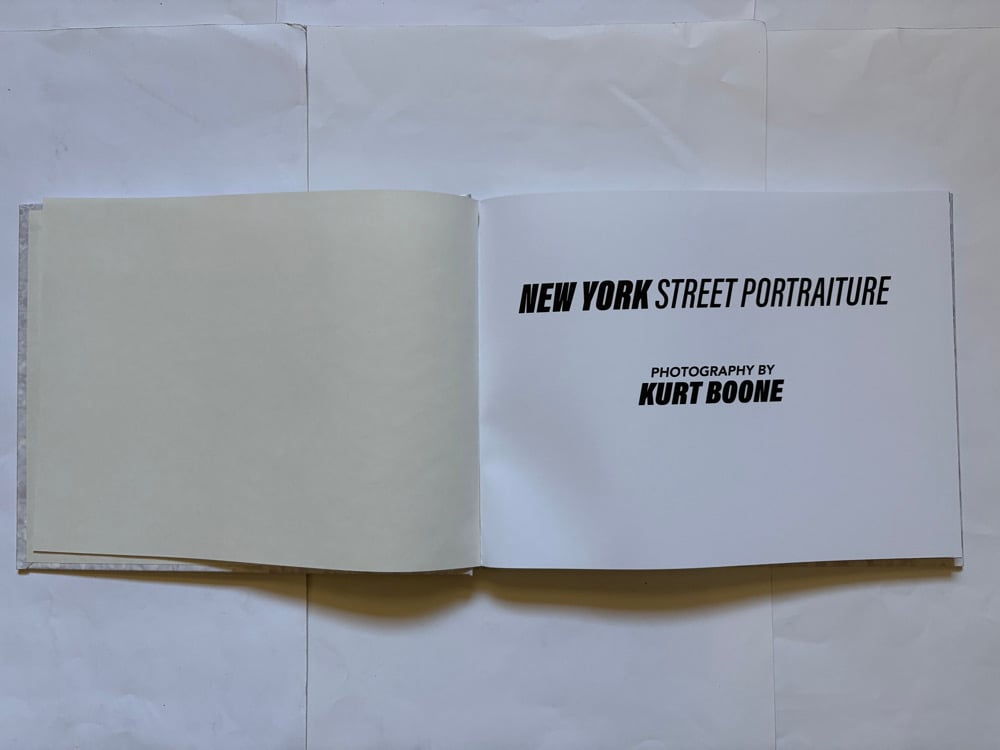 NEW YORK STREET PORTRAITURE
PHOTOGRAPHY BY
KURT BOONE